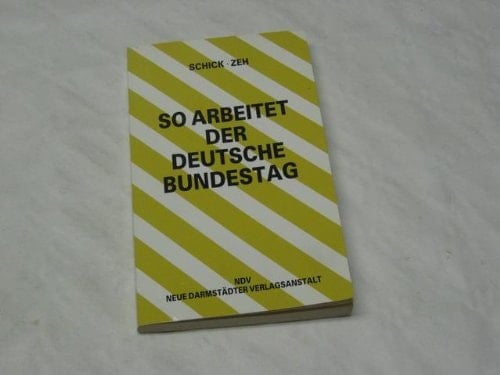 SCHICK · ZEH
SO ARBEITET
DER
DEUTSCHE
BUNDESTAG
NDV
NEUE DARMSTÄDTER VERLAGSANSTALT